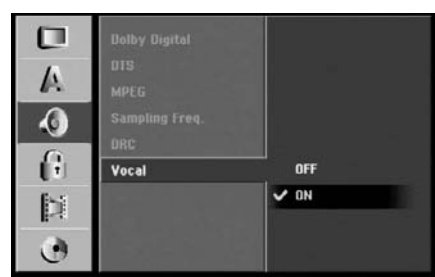 Dolby Digital
DTS
MPEG
Sampling Freq.
DRC
Vocal
OFF
ON